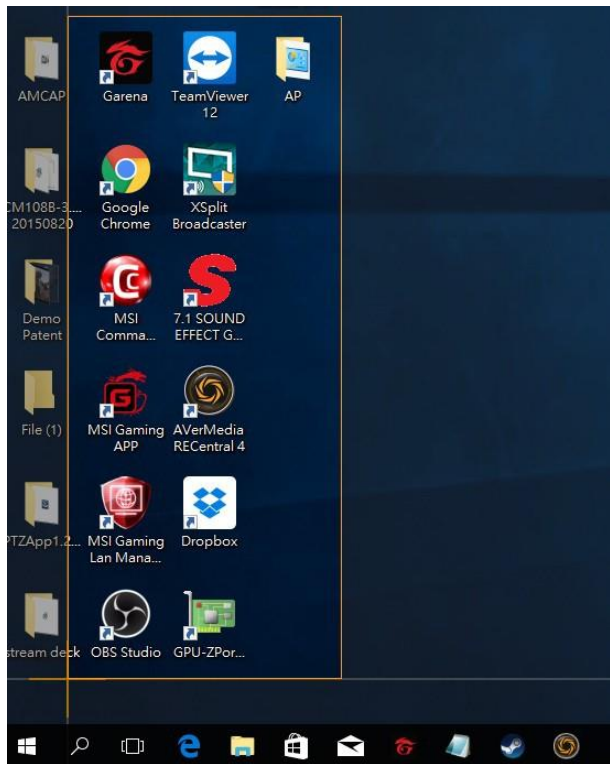 AMCAP
Garena
TeamViewer
12
AP
CM108B-3....
20150820
Google
Chrome
XSplit
Broadcaster
Demo
Patent
MSI
Comma...
7.1 SOUND
EFFECT G...
File (1)
MSI Gaming
APP
AVerMedia
RECentral 4
PTZApp1.2...
MSI Gaming
Lan Mana...
Dropbox
stream deck
OBS Studio
GPU-ZPor...